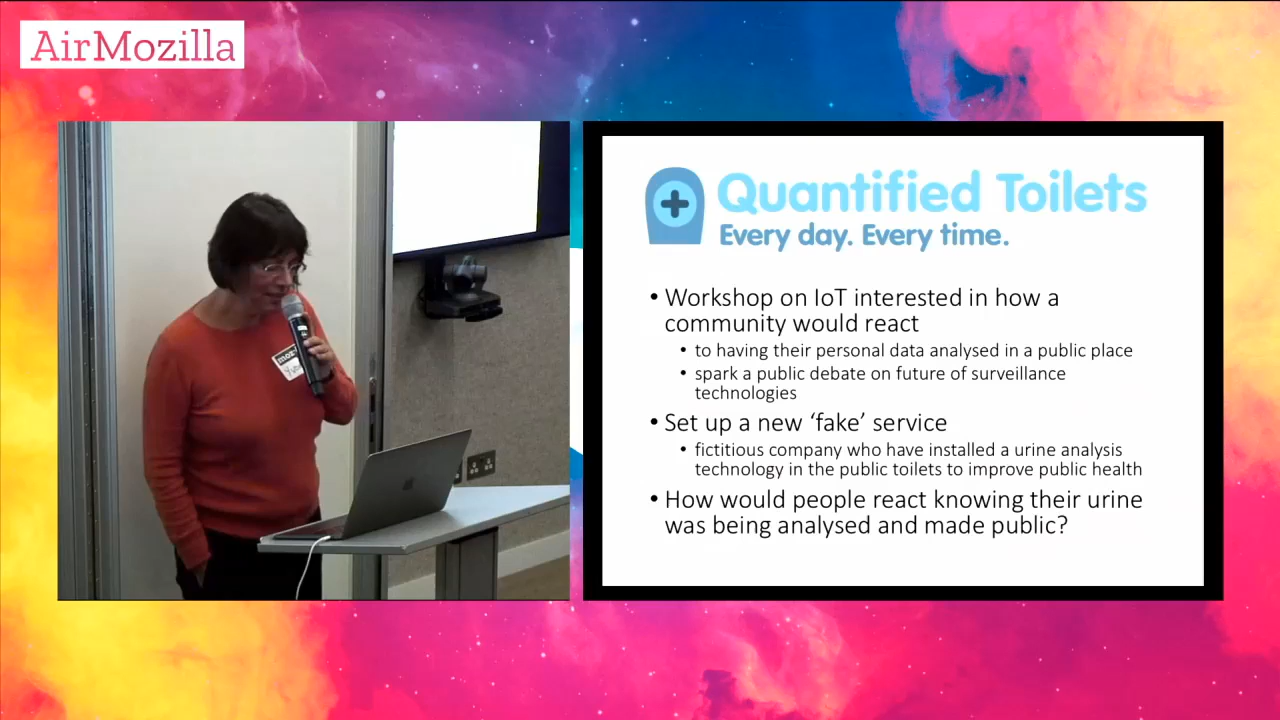 AirMozilla
Quantified Toilets
Every day. Every time.
• Workshop on IoT interested in how a
community would react
• to having their personal data analysed in a public place
• spark a public debate on future of surveillance
technologies
• Set up a new ‘fake’ service
• fictitious company who have installed a urine analysis
technology in the public toilets to improve public health
• How would people react knowing their urine
was being analysed and made public?